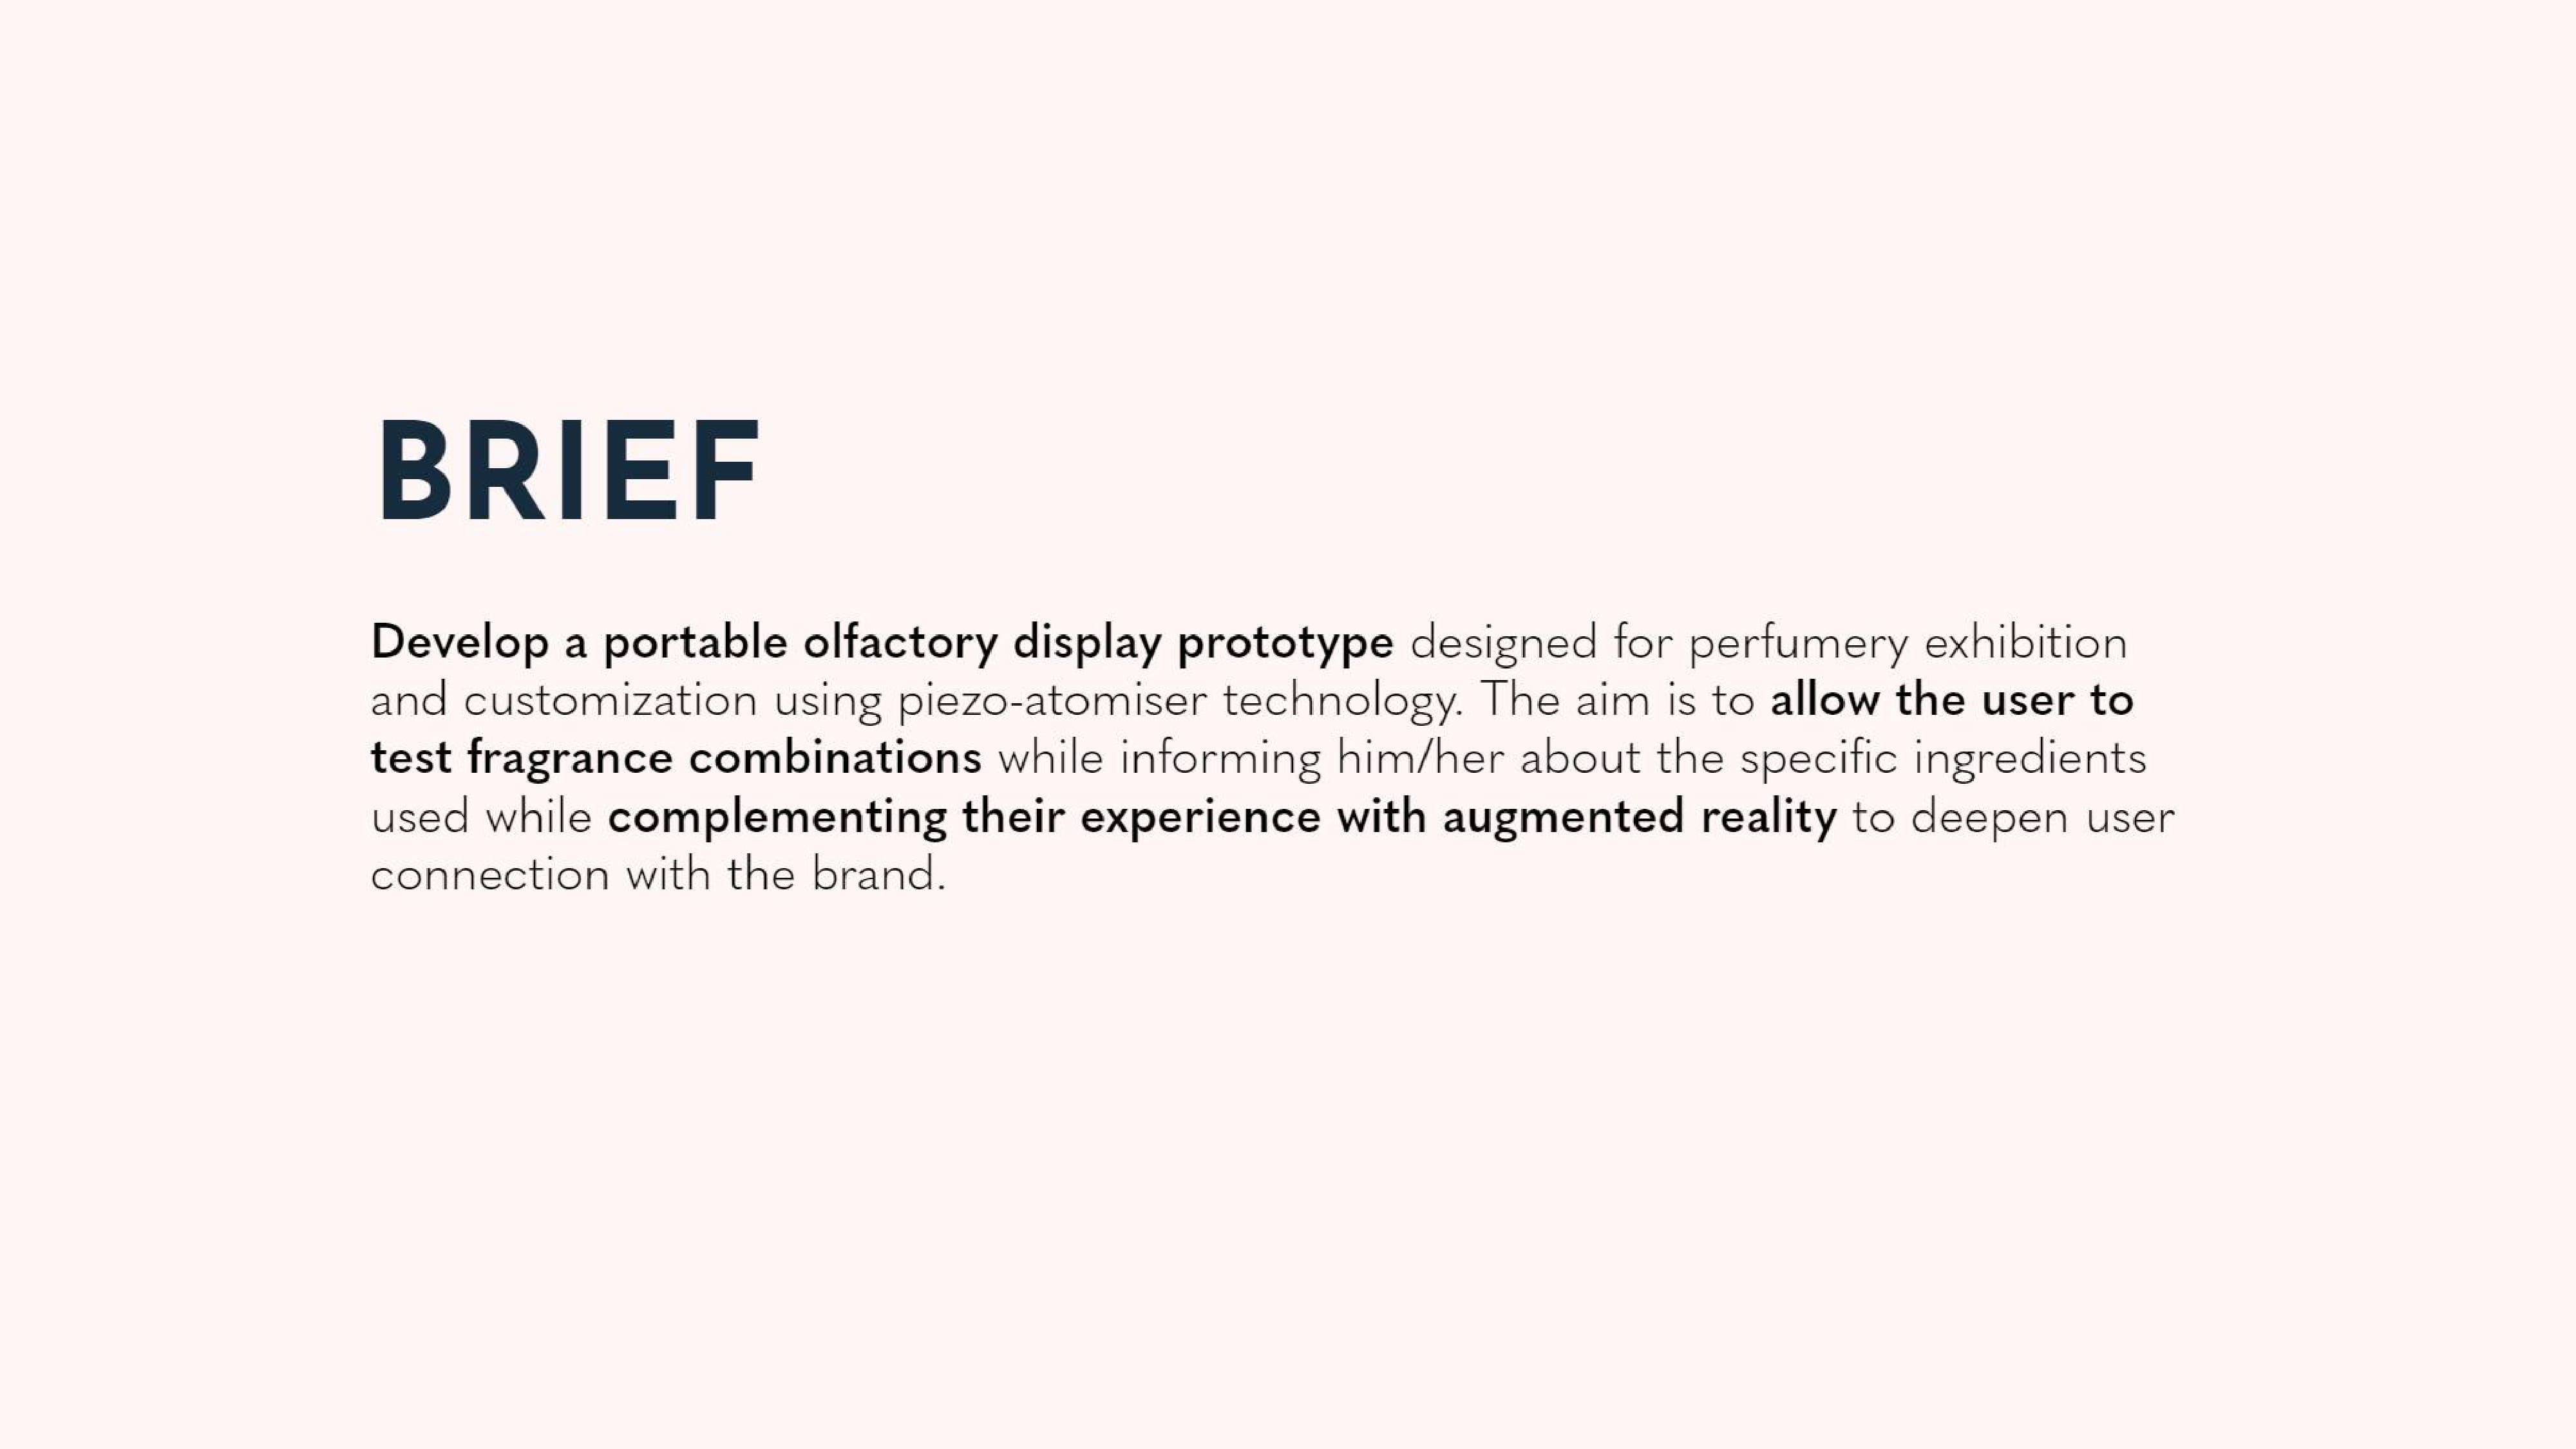 BRIEF
Develop a portable olfactory display prototype designed for perfumery exhibition
and customization using piezo-atomiser technology. The aim is to allow the user to
test fragrance combinations while informing him/her about the specific ingredients
used while complementing their experience with augmented reality to deepen user
connection with the brand.